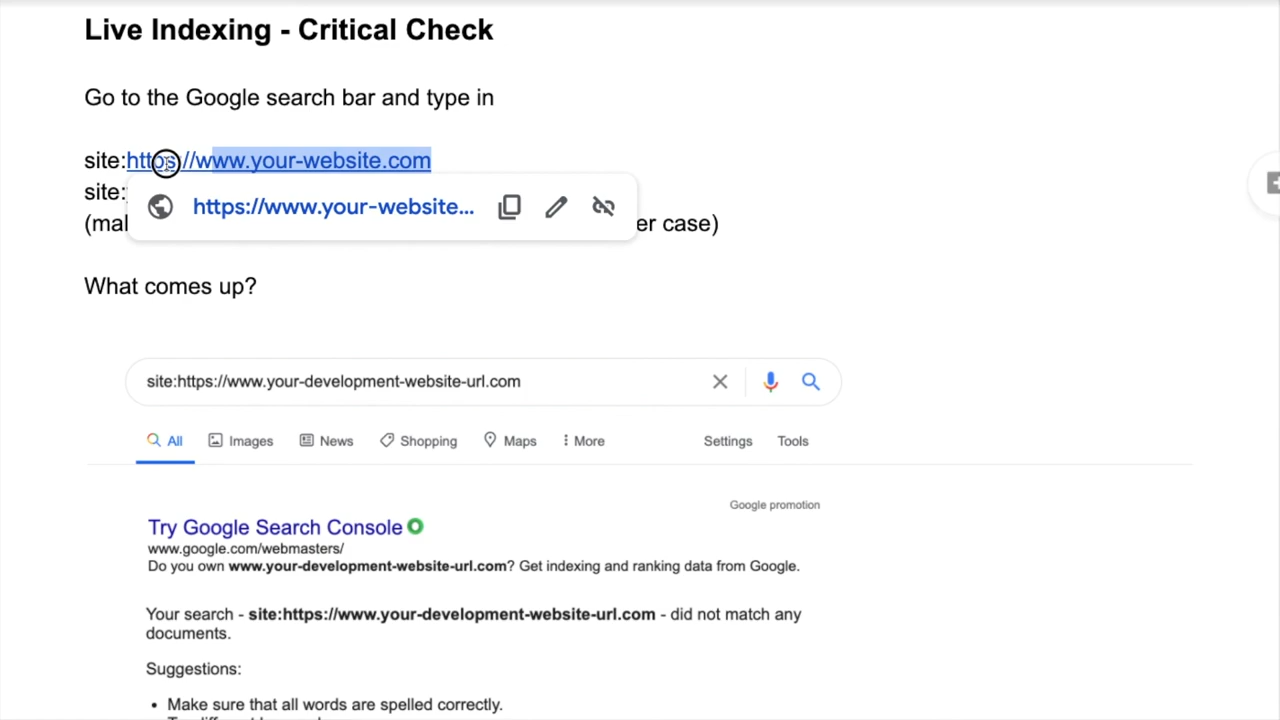 Live Indexing - Critical Check
Go to the Google search bar and type in
site:https://www.your-website.com
site:
https://www.your-website...
er case)
What comes up?
site:https://www.your-development-website-url.com
All Images News Shopping Maps More Settings Tools
Google promotion
Try Google Search Console
www.google.com/webmasters/
Do you own www.your-development-website-url.com? Get indexing and ranking data from Google.
Your search - site:https://www.your-development-website-url.com - did not match any
documents.
Suggestions:
• Make sure that all words are spelled correctly.